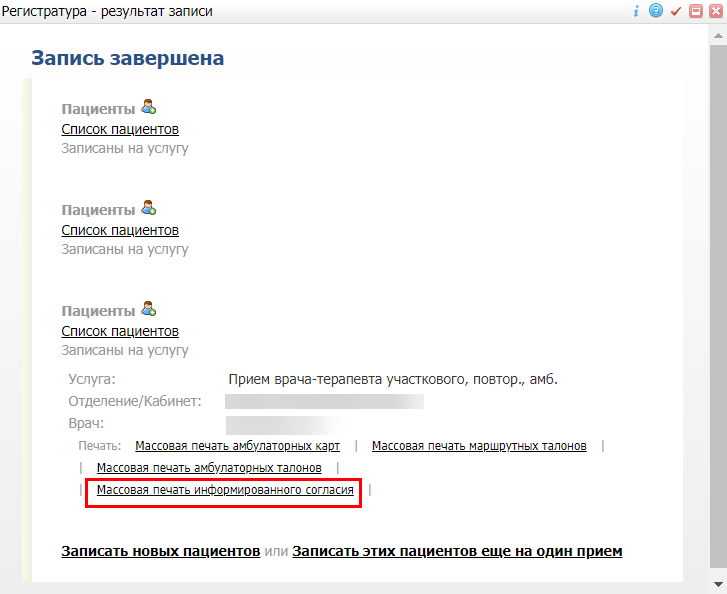 Регистратура - результат записи
Запись завершена
Пациенты
Список пациентов
Записаны на услугу
Пациенты
Список пациентов
Записаны на услугу
Пациенты
Список пациентов
Записаны на услугу
Услуга: Прием врача-терапевта участкового, повтор., амб.
Отделение/Кабинет:
Врач:
Печать: Массовая печать амбулаторных карт | Массовая печать маршрутных талонов |
| Массовая печать амбулаторных талонов |
| Массовая печать информированного согласия |
Записать новых пациентов или Записать этих пациентов еще на один прием